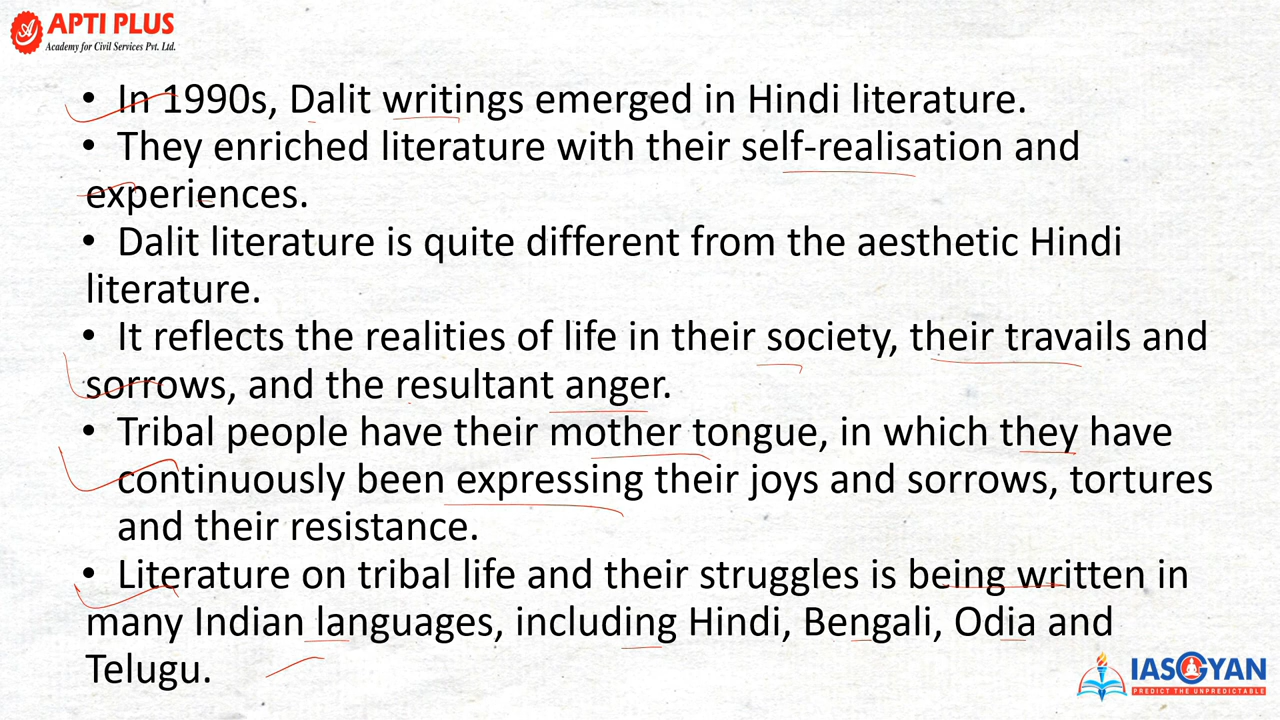 APTI PLUS
Academy for Civil Services Pvt. Ltd.
• In 1990s, Dalit writings emerged in Hindi literature.
• They enriched literature with their self-realisation and
experiences.
• Dalit literature is quite different from the aesthetic Hindi
literature.
• It reflects the realities of life in their society, their travails and
sorrows, and the resultant anger.
• Tribal people have their mother tongue, in which they have
continuously been expressing their joys and sorrows, tortures
and their resistance.
• Literature on tribal life and their struggles is being written in
many Indian languages, including Hindi, Bengali, Odia and
Telugu.
IASGYAN
PREDICT THE UNPREDICTABLE